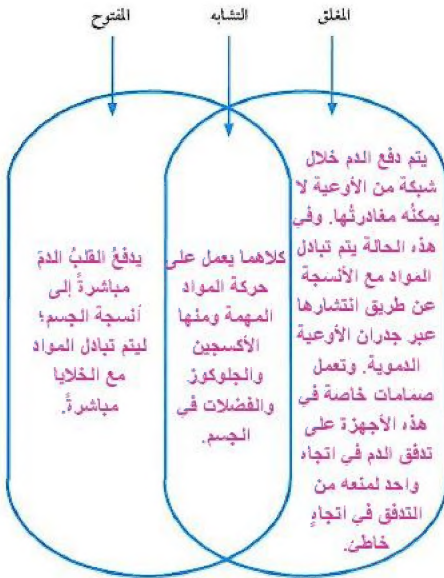 المغلق
التشابه
المفتوح
يتم دفع الدم خلال
شبكة من الأوعية لا
يمكنُه مغادرتُها. وفي
هذه الحالة يتم تبادل
المواد مع الأنسجة
عن طريق انتشارها
عبر جدران الأوعية
الدموية. وتعمل
صمامات خاصة في
هذه الأجهزة على
تدفق الدم في اتجاه
واحد لمنعه من
التدفق في اتجاهٍ
خاطئ.
كلاهما يعمل على
حركة المواد
المهمة ومنها
الأكسجين
والجلوكوز
والفضلات في
الجسم.
يدفعُ القلبُ الدمَ
مباشرةً إلى
أنسجة الجسم؛
ليتم تبادل المواد
مع الخلايا
مباشرةً.